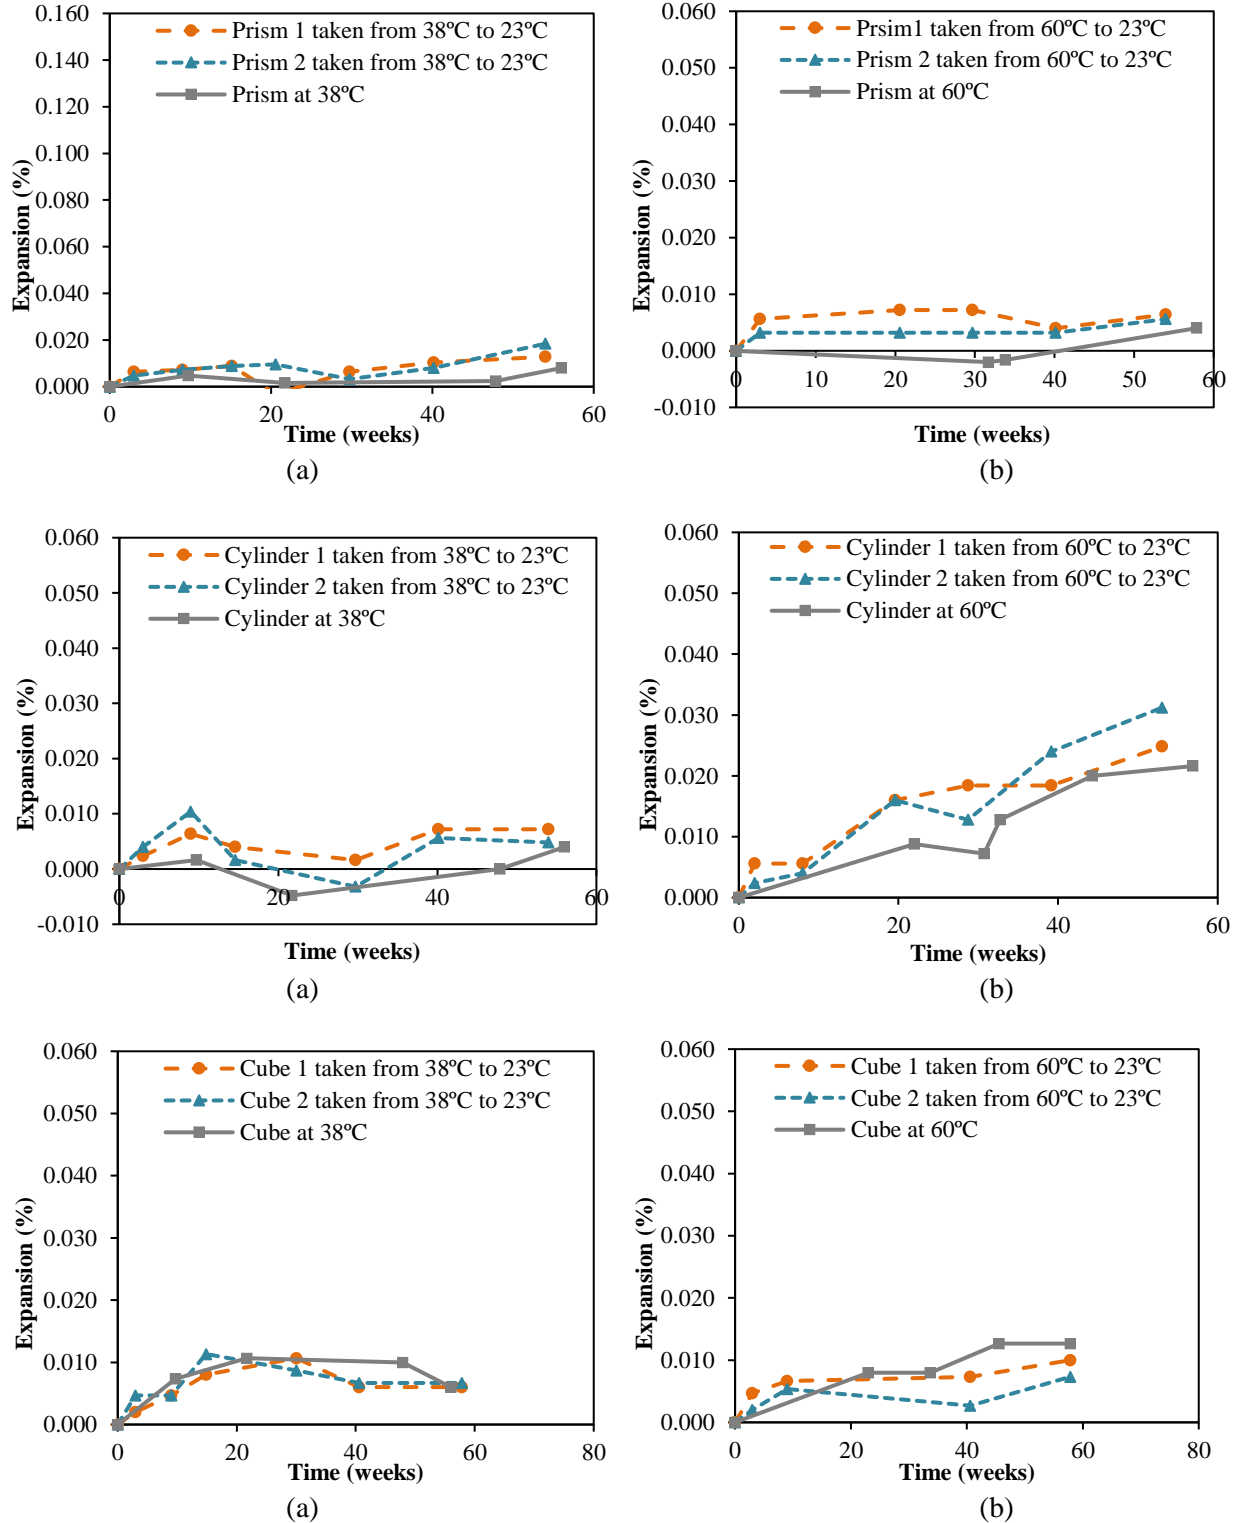 0.160
0.140
0.120
0.100
0.080
0.060
0.040
0.020
0.000
Expansion (%)
Prism 1 taken from 38ºC to 23ºC
Prism 2 taken from 38ºC to 23ºC
Prism at 38ºC
0 20 40 60
Time (weeks)
(a)
0.060
0.050
0.040
0.030
0.020
0.010
0.000
-0.010
Expansion (%)
Prsim1 taken from 60ºC to 23ºC
Prism 2 taken from 60ºC to 23ºC
Prism at 60ºC
0 10 20 30 40 50 60
Time (weeks)
(b)
0.060
0.050
0.040
0.030
0.020
0.010
0.000
-0.010
Expansion (%)
Cylinder 1 taken from 38ºC to 23ºC
Cylinder 2 taken from 38ºC to 23ºC
Cylinder at 38ºC
0 20 40 60
Time (weeks)
(a)
0.060
0.050
0.040
0.030
0.020
0.010
0.000
Expansion (%)
Cylinder 1 taken from 60ºC to 23ºC
Cylinder 2 taken from 60ºC to 23ºC
Cylinder at 60ºC
0 20 40 60
Time (weeks)
(b)
0.060
0.050
0.040
0.030
0.020
0.010
0.000
Expansion (%)
Cube 1 taken from 38ºC to 23ºC
Cube 2 taken from 38ºC to 23ºC
Cube at 38ºC
0 20 40 60 80
Time (weeks)
(a)
0.060
0.050
0.040
0.030
0.020
0.010
0.000
Expansion (%)
Cube 1 taken from 60ºC to 23ºC
Cube 2 taken from 60ºC to 23ºC
Cube at 60ºC
0 20 40 60 80
Time (weeks)
(b)